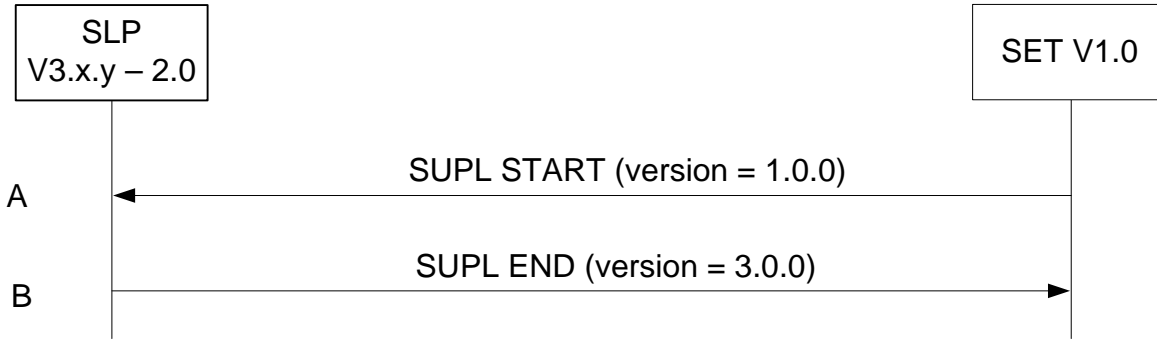 SLP
V3.x.y – 2.0
SET V1.0
SUPL START (version = 1.0.0)
A
SUPL END (version = 3.0.0)
B